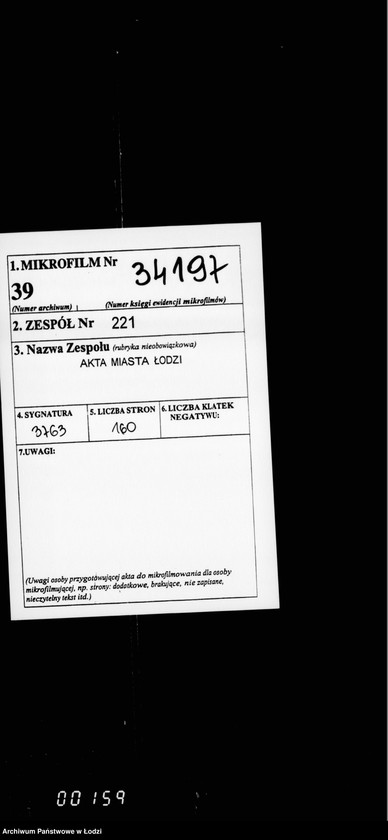 1. MIKROFILM Nr 34197
39
(Numer archiwum) (Numer księgi ewidencji mikrofilmów)
2. ZESPÓŁ Nr 221
3. Nazwa Zespołu (rubryka nieobowiązkowa)
AKTA MIASTA ŁODZI
4. SYGNATURA 5. LICZBA STRON 6. LICZBA KLATEK
NEGATYWU:
3763 160
7.UWAGI:
(Uwagi osoby przygotowującej akta do mikrofilmowania dla osoby
mikrofilmującej, np. strony: dodatkowe, brakujące, nie zapisane,
nieczytelny tekst itd.)
00159
Archiwum Państwowe w Łodzi